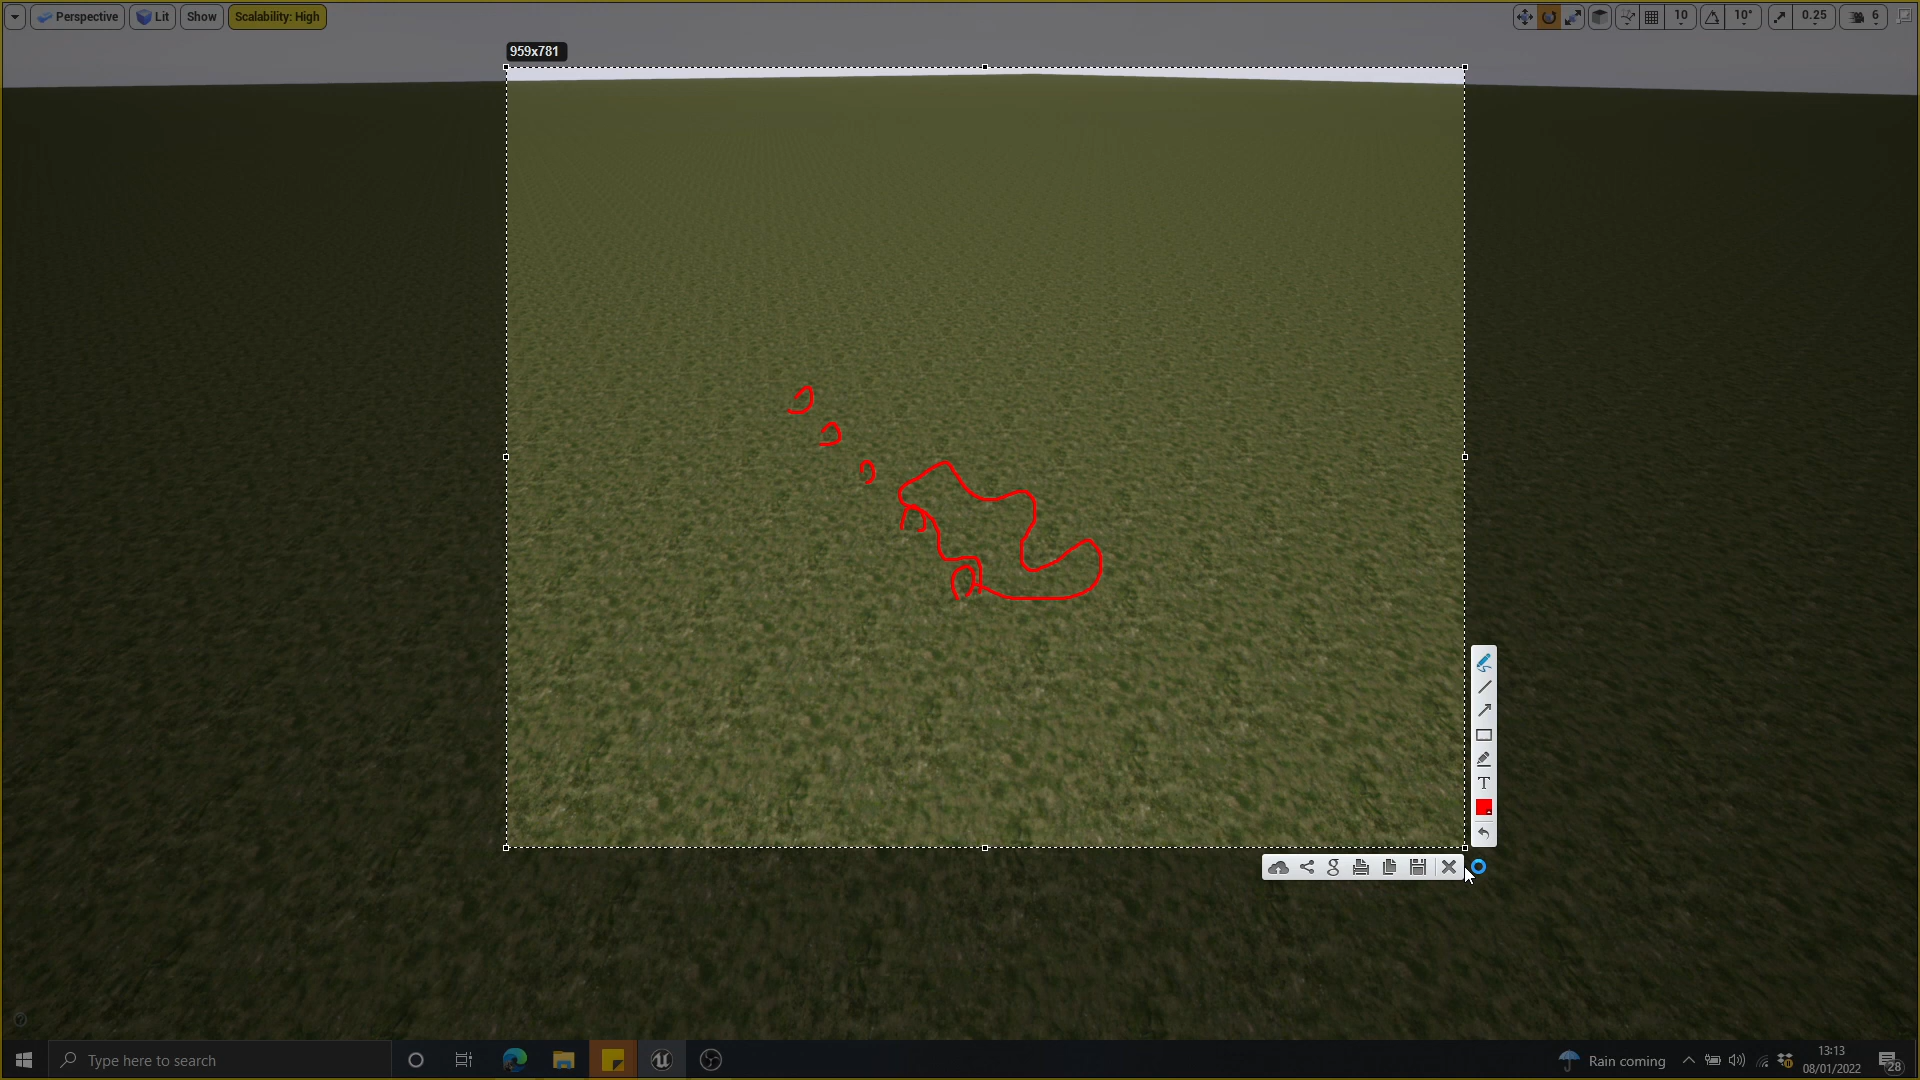 Perspective
Lit
Show
Scalability: High
10
10°
0.25
6
959x781
T
g
Type here to search
Rain coming
13:13
08/01/2022
28